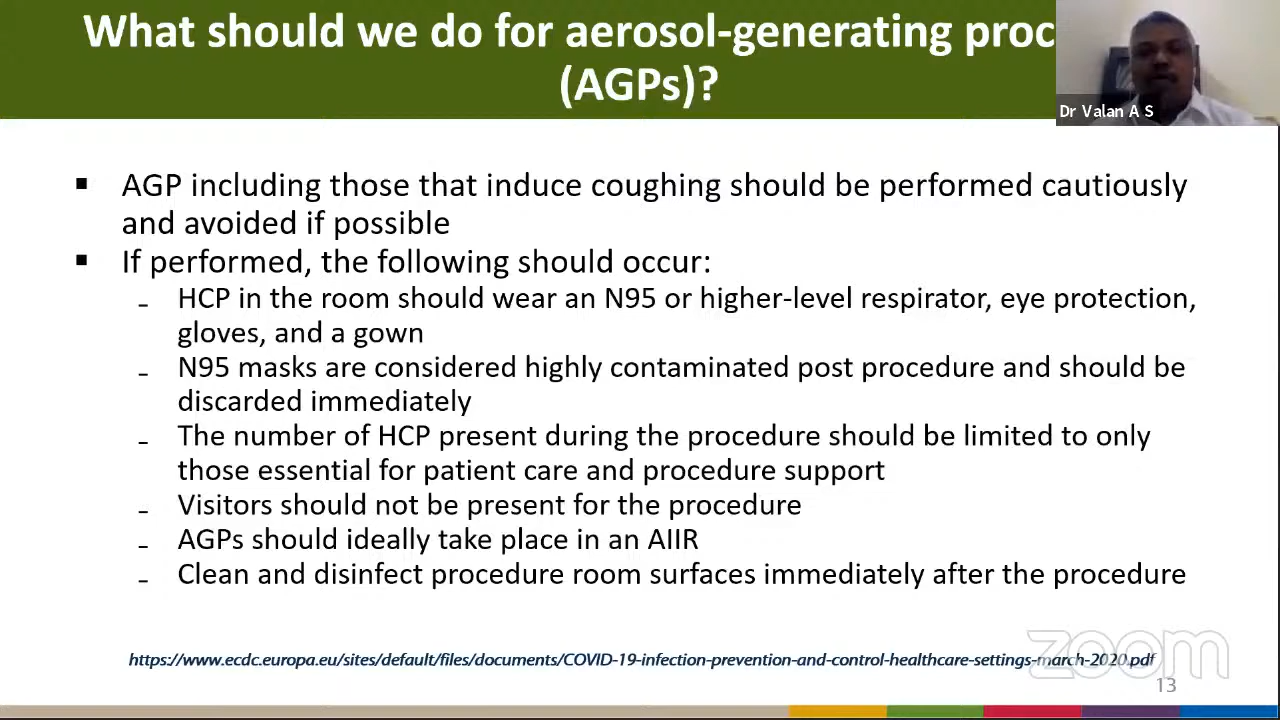 What should we do for aerosol-generating proc
(AGPs)?
Dr Valan A S
▪ AGP including those that induce coughing should be performed cautiously
and avoided if possible
▪ If performed, the following should occur:
- HCP in the room should wear an N95 or higher-level respirator, eye protection,
gloves, and a gown
- N95 masks are considered highly contaminated post procedure and should be
discarded immediately
- The number of HCP present during the procedure should be limited to only
those essential for patient care and procedure support
- Visitors should not be present for the procedure
- AGPs should ideally take place in an AIIR
- Clean and disinfect procedure room surfaces immediately after the procedure
https://www.ecdc.europa.eu/sites/default/files/documents/COVID-19-infection-prevention-and-control-healthcare-settings-march-2020.pdf
zoom
13